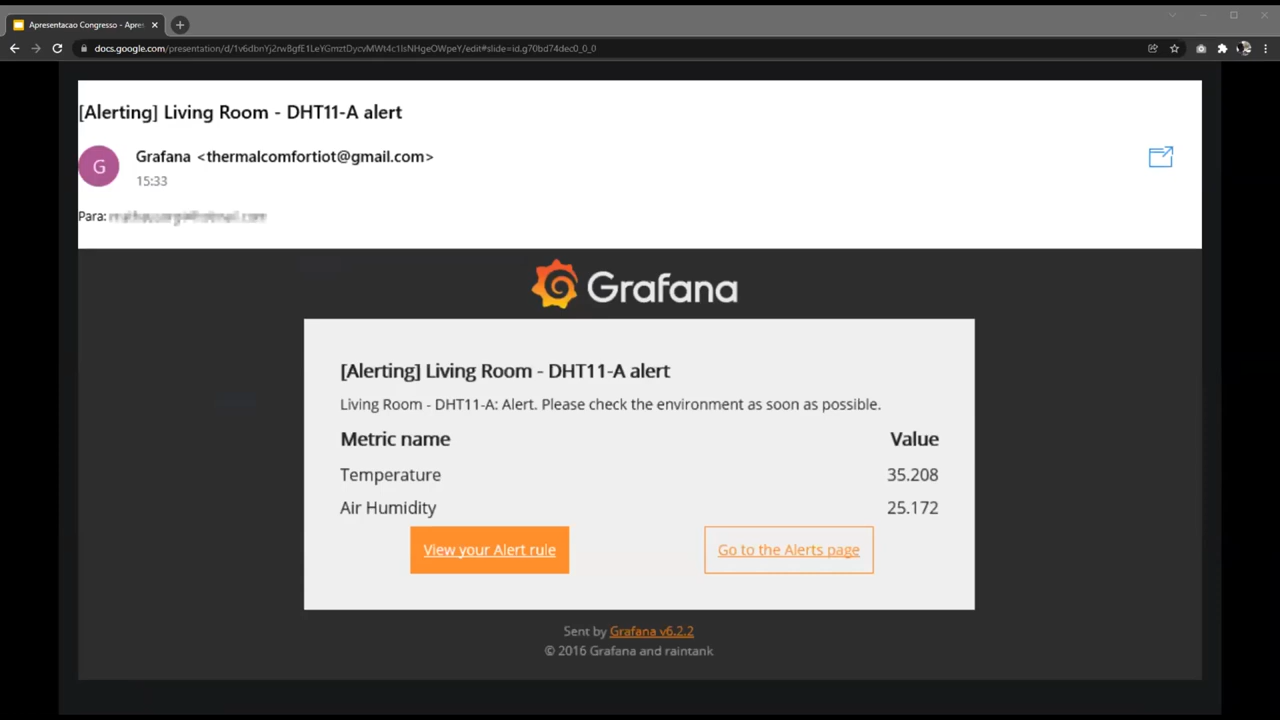 Apresentacao Congresso - Apres
docs.google.com/presentation/d/1v6dbnYj2rwBgfE1LeYGmztDycvMWt4c1IsNHgeOWpeY/edit#slide=id.g70bd74dec0_0_0
[Alerting] Living Room - DHT11-A alert
G
Grafana <thermalcomfortiot@gmail.com>
15:33
Para:
Grafana
[Alerting] Living Room - DHT11-A alert
Living Room - DHT11-A: Alert. Please check the environment as soon as possible.
Metric name Value
Temperature 35.208
Air Humidity 25.172
View your Alert rule Go to the Alerts page
Sent by Grafana v6.2.2
© 2016 Grafana and raintank